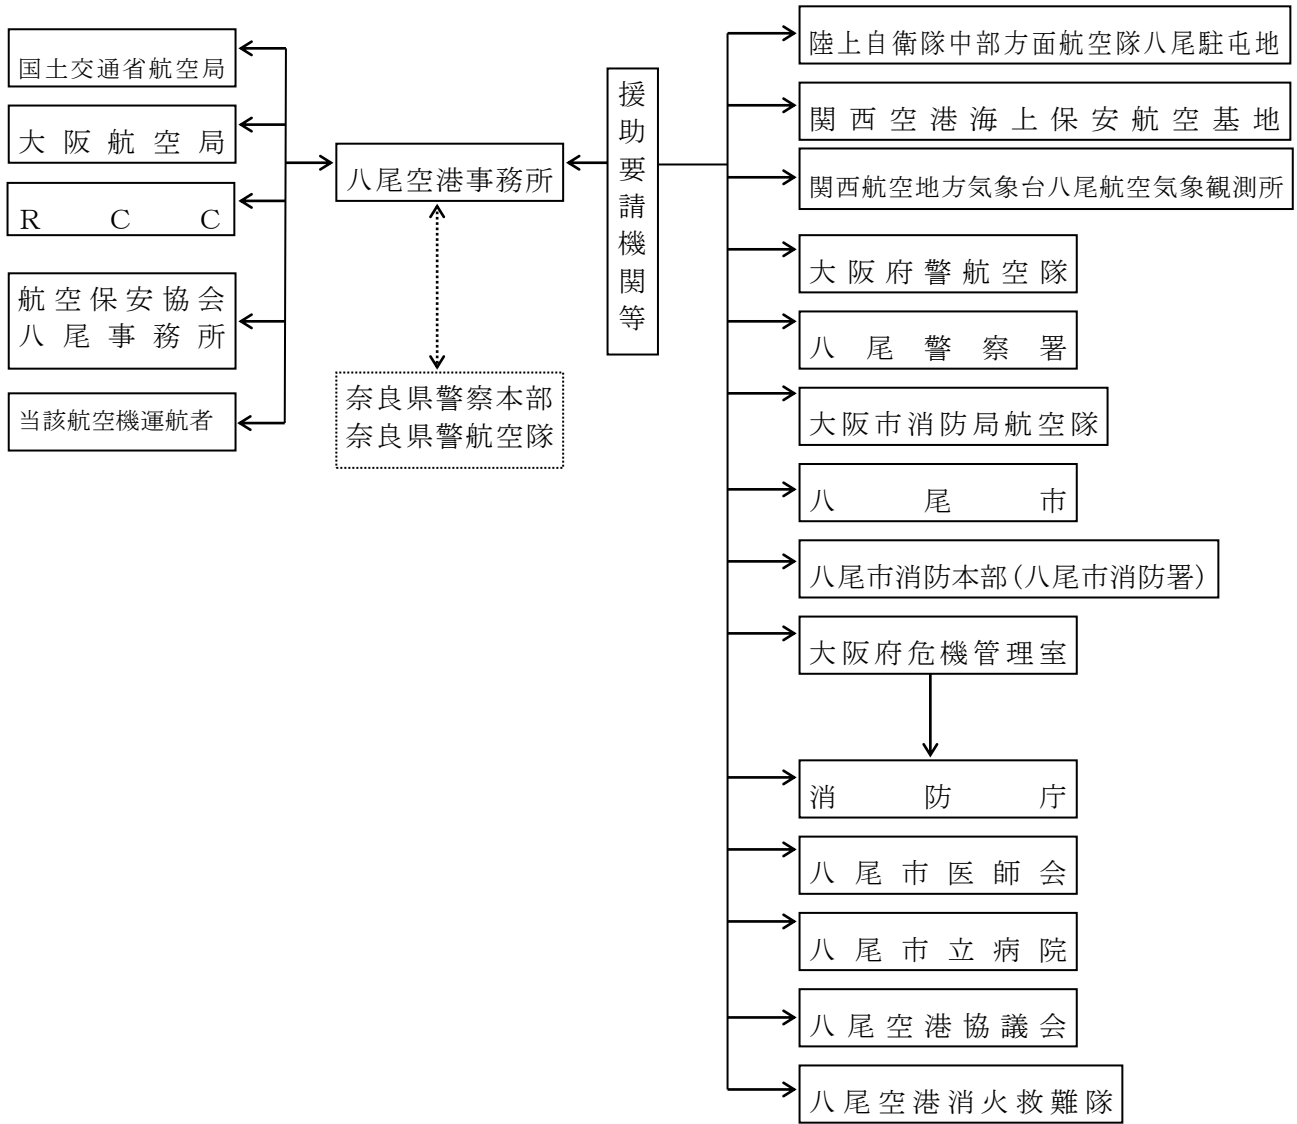 国土交通省航空局
大阪航空局
RCC
航空保安協会
八尾事務所
当該航空機運航者
八尾空港事務所
奈良県警察本部
奈良県警航空隊
援助要請機関等
陸上自衛隊中部方面航空隊八尾駐屯地
関西空港海上保安航空基地
関西航空地方気象台八尾航空気象観測所
大阪府警航空隊
八尾警察署
大阪市消防局航空隊
八尾市
八尾市消防本部(八尾市消防署)
大阪府危機管理室
消防庁
八尾市医師会
八尾市立病院
八尾空港協議会
八尾空港消火救難隊